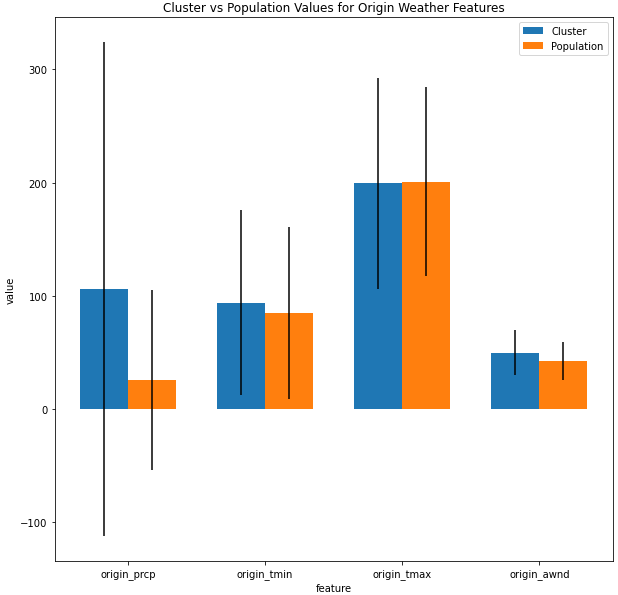 Cluster vs Population Values for Origin Weather Features
Cluster
Population
300
200
100
0
−100
value
origin_prcp
origin_tmin
origin_tmax
origin_awnd
feature